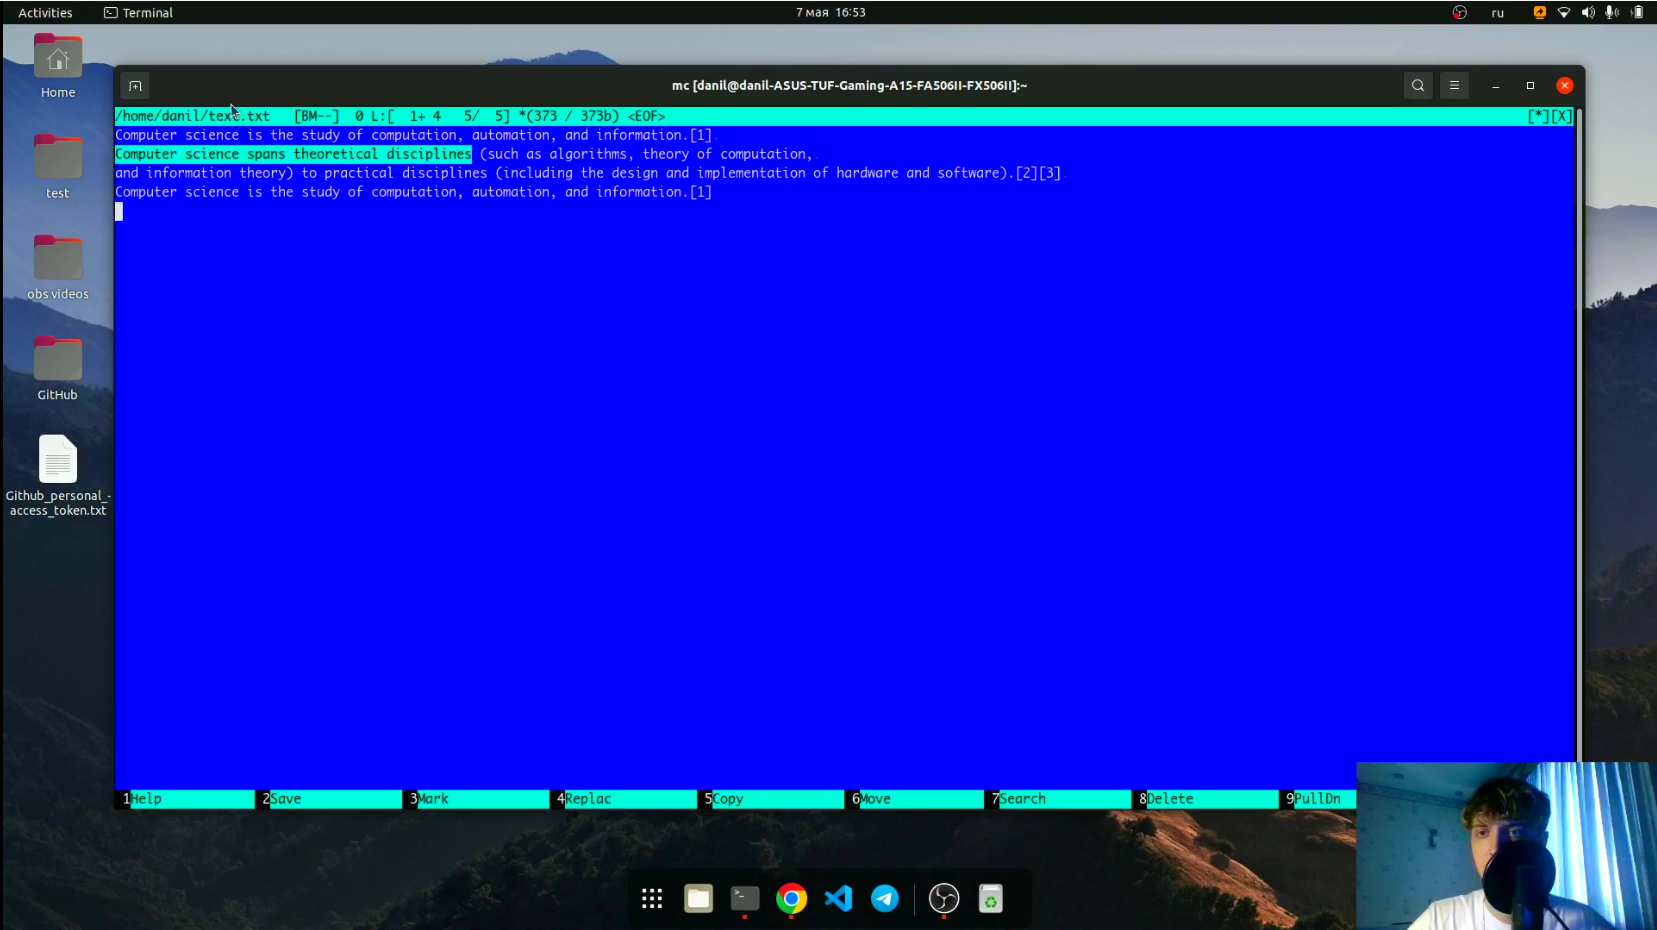 Activities
Terminal
7 мая 16:53
ru
Home
test
obs videos
GitHub
Github_personal_-
access_token.txt
mc [danil@danil-ASUS-TUF-Gaming-A15-FA506II-FX506II]:~
/home/danil/text.txt [BM--] 0 L:[ 1+ 4 5/ 5] *(373 / 373b) <EOF> [*][X]
Computer science is the study of computation, automation, and information.[1].
Computer science spans theoretical disciplines (such as algorithms, theory of computation,.
and information theory) to practical disciplines (including the design and implementation of hardware and software).[2][3].
Computer science is the study of computation, automation, and information.[1]
1Help 2Save 3Mark 4Replac 5Copy 6Move 7Search 8Delete 9PullDn